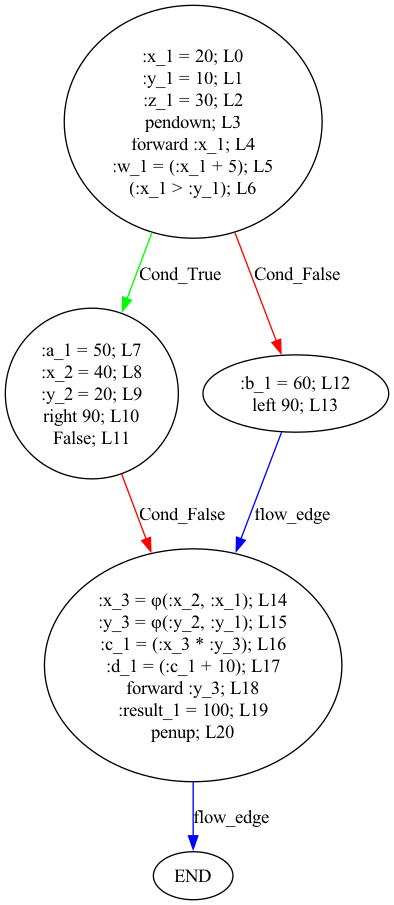 :x_1 = 20; L0
:y_1 = 10; L1
:z_1 = 30; L2
pendown; L3
forward :x_1; L4
:w_1 = (:x_1 + 5); L5
(:x_1 > :y_1); L6
Cond_True
Cond_False
:a_1 = 50; L7
:x_2 = 40; L8
:y_2 = 20; L9
right 90; L10
False; L11
:b_1 = 60; L12
left 90; L13
Cond_False
flow_edge
:x_3 = φ(:x_2, :x_1); L14
:y_3 = φ(:y_2, :y_1); L15
:c_1 = (:x_3 * :y_3); L16
:d_1 = (:c_1 + 10); L17
forward :y_3; L18
:result_1 = 100; L19
penup; L20
flow_edge
END